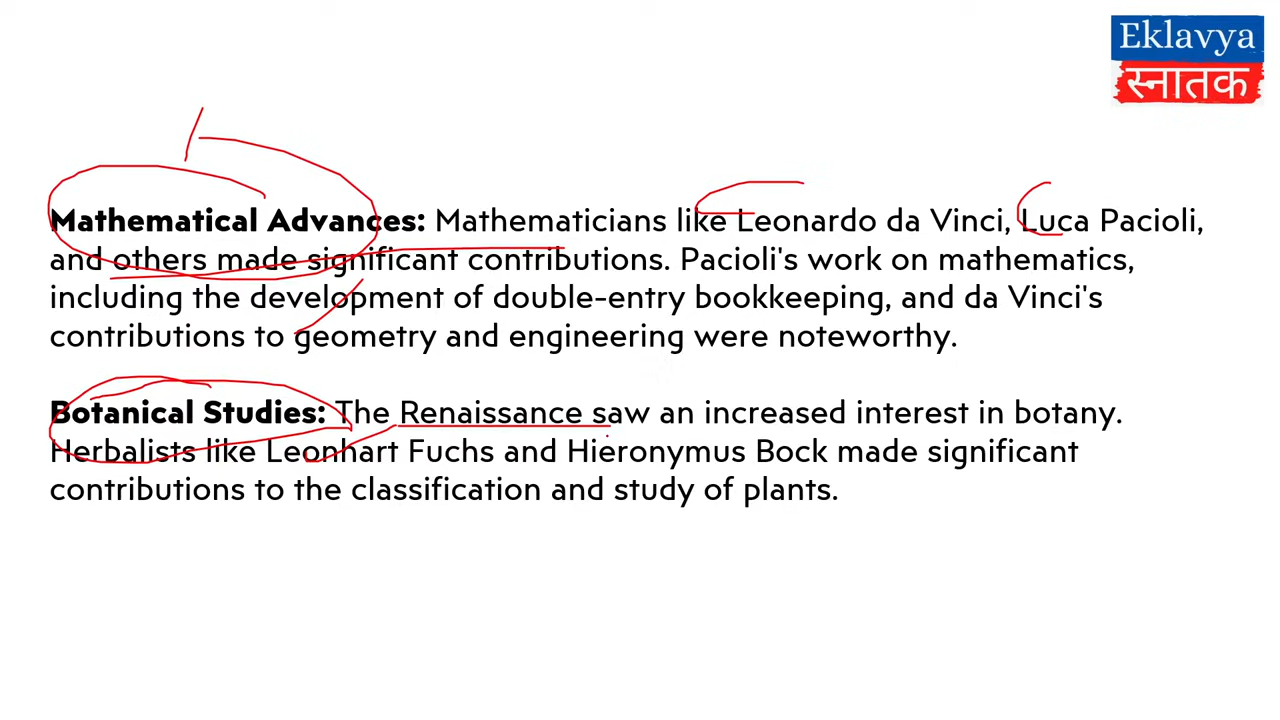 Eklavya
स्नातक
Mathematical Advances: Mathematicians like Leonardo da Vinci, Luca Pacioli,
and others made significant contributions. Pacioli's work on mathematics,
including the development of double-entry bookkeeping, and da Vinci's
contributions to geometry and engineering were noteworthy.
Botanical Studies: The Renaissance saw an increased interest in botany.
Herbalists like Leonhart Fuchs and Hieronymus Bock made significant
contributions to the classification and study of plants.